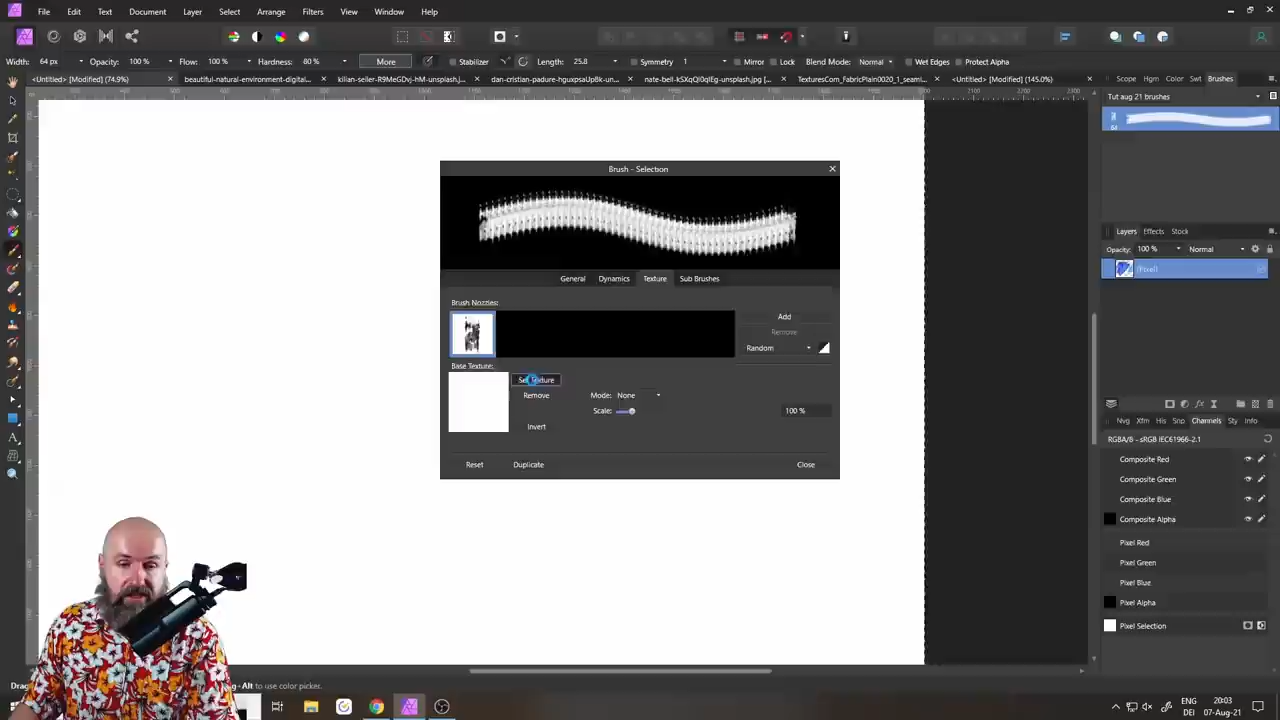 File Edit Text Document Layer Select Arrange Filters View Window Help
Width: 64 px Opacity: 100 % Flow: 100 % Hardness: 80 % More Stabilizer Length: 25.8 Symmetry 1 Mirror Lock Blend Mode: Normal Wet Edges Protect Alpha
<Untitled> [Modified] (74.9%) beautiful-natural-environment-digital... kilian-seiler-R9MeGDvj-hM-unsplash.j... dan-cristian-padure-hguxpsaUpBk-un... nate-bell-kSXqQI0qIEg-unsplash.jpg [... TexturesCom_FabricPlain0020_1_seaml... <Untitled> [Modified] (145.0%)
Scope Hgm Color Swt Brushes
Tut aug 21 brushes
64
Brush - Selection
General Dynamics Texture Sub Brushes
Brush Nozzles:
Add
Remove
Random
Base Texture:
Set Texture
Remove
Invert
Mode: None
Scale: 100 %
Reset Duplicate Close
Layers Effects Stock
Opacity: 100 % Normal
(Pixel)
Nvg Xfm His Snp Channels Sty Info
RGBA/8 - sRGB IEC61966-2.1
Composite Red
Composite Green
Composite Blue
Composite Alpha
Pixel Red
Pixel Green
Pixel Blue
Pixel Alpha
Pixel Selection
-Alt to use color picker.
ENG
DE
20:03
07-Aug-21